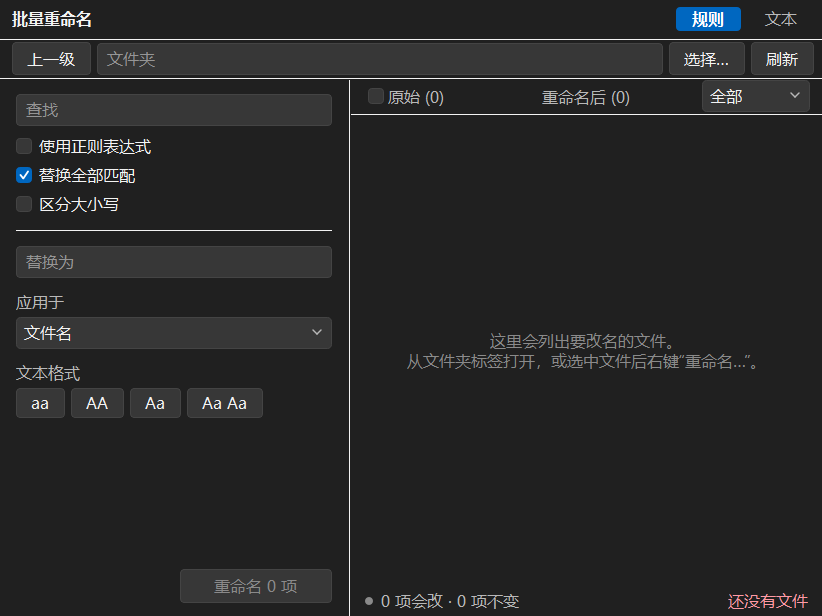 批量重命名
规则
文本
上一级
文件夹
选择...
刷新
查找
使用正则表达式
替换全部匹配
区分大小写
替换为
应用于
文件名
文本格式
aa
AA
Aa
Aa Aa
重命名 0 项
原始 (0)
重命名后 (0)
全部
这里会列出要改名的文件。
从文件夹标签打开，或选中文件后右键“重命名...”。
0 项会改 · 0 项不变
还没有文件